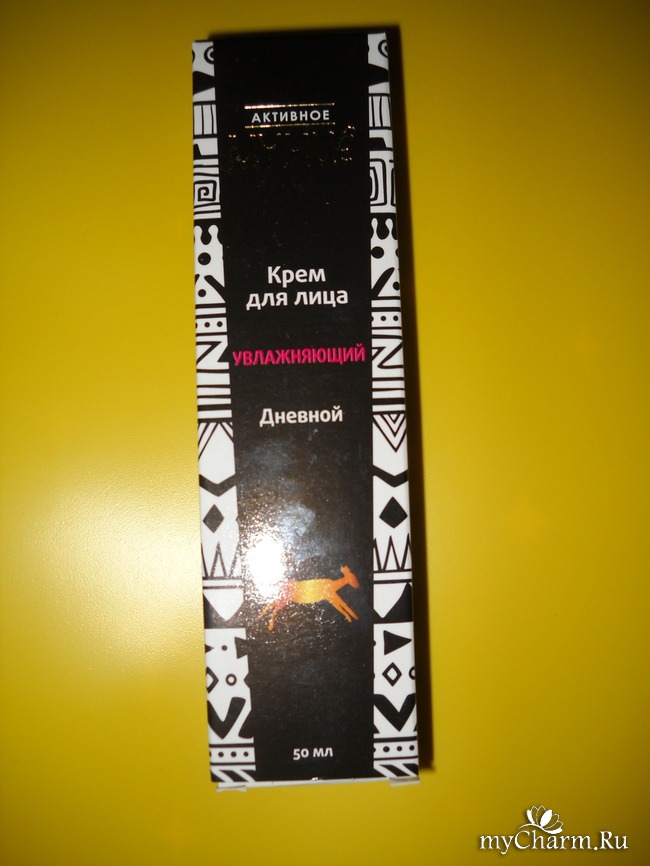 АКТИВНОЕ
Крем
для лица
УВЛАЖНЯЮЩИЙ
Дневной
50 мл
myCharm.Ru